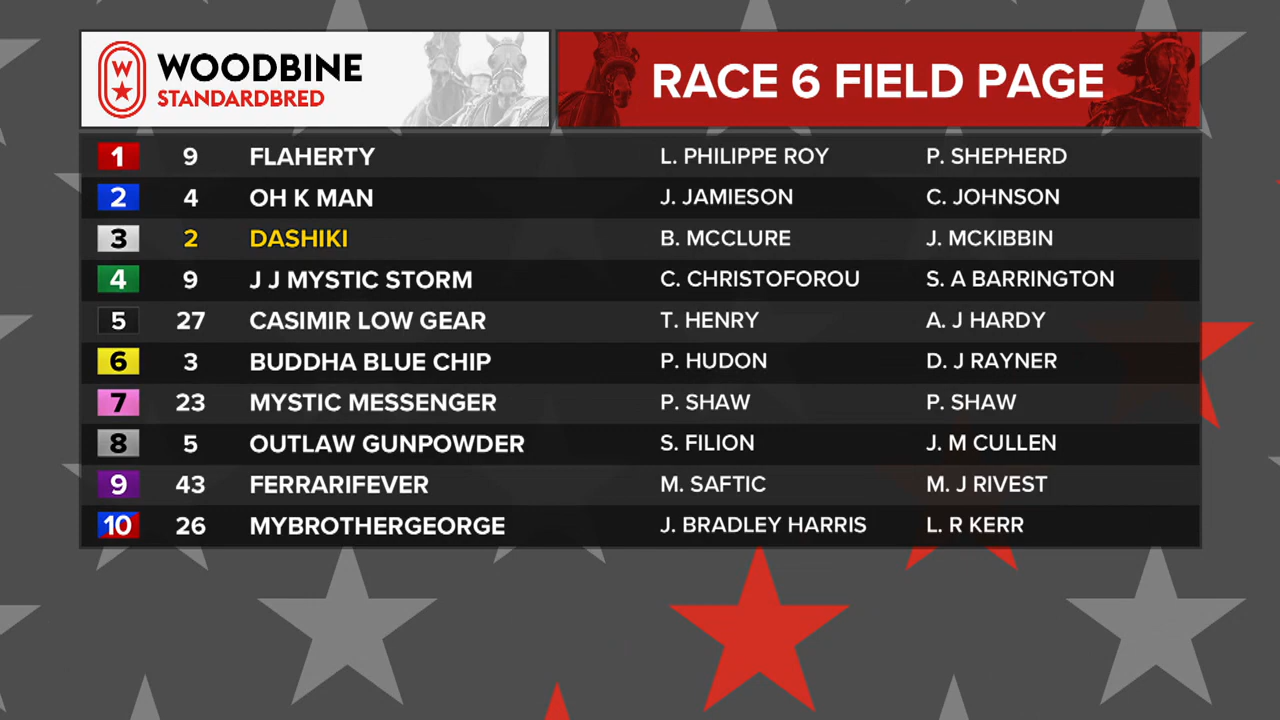 W
WOODBINE
STANDARDBRED
RACE 6 FIELD PAGE
1 9 FLAHERTY L. PHILIPPE ROY P. SHEPHERD
2 4 OH K MAN J. JAMIESON C. JOHNSON
3 2 DASHIKI B. MCCLURE J. MCKIBBIN
4 9 J J MYSTIC STORM C. CHRISTOFOROU S. A BARRINGTON
5 27 CASIMIR LOW GEAR T. HENRY A. J HARDY
6 3 BUDDHA BLUE CHIP P. HUDON D. J RAYNER
7 23 MYSTIC MESSENGER P. SHAW P. SHAW
8 5 OUTLAW GUNPOWDER S. FILION J. M CULLEN
9 43 FERRARIFEVER M. SAFTIC M. J RIVEST
10 26 MYBROTHERGEORGE J. BRADLEY HARRIS L. R KERR